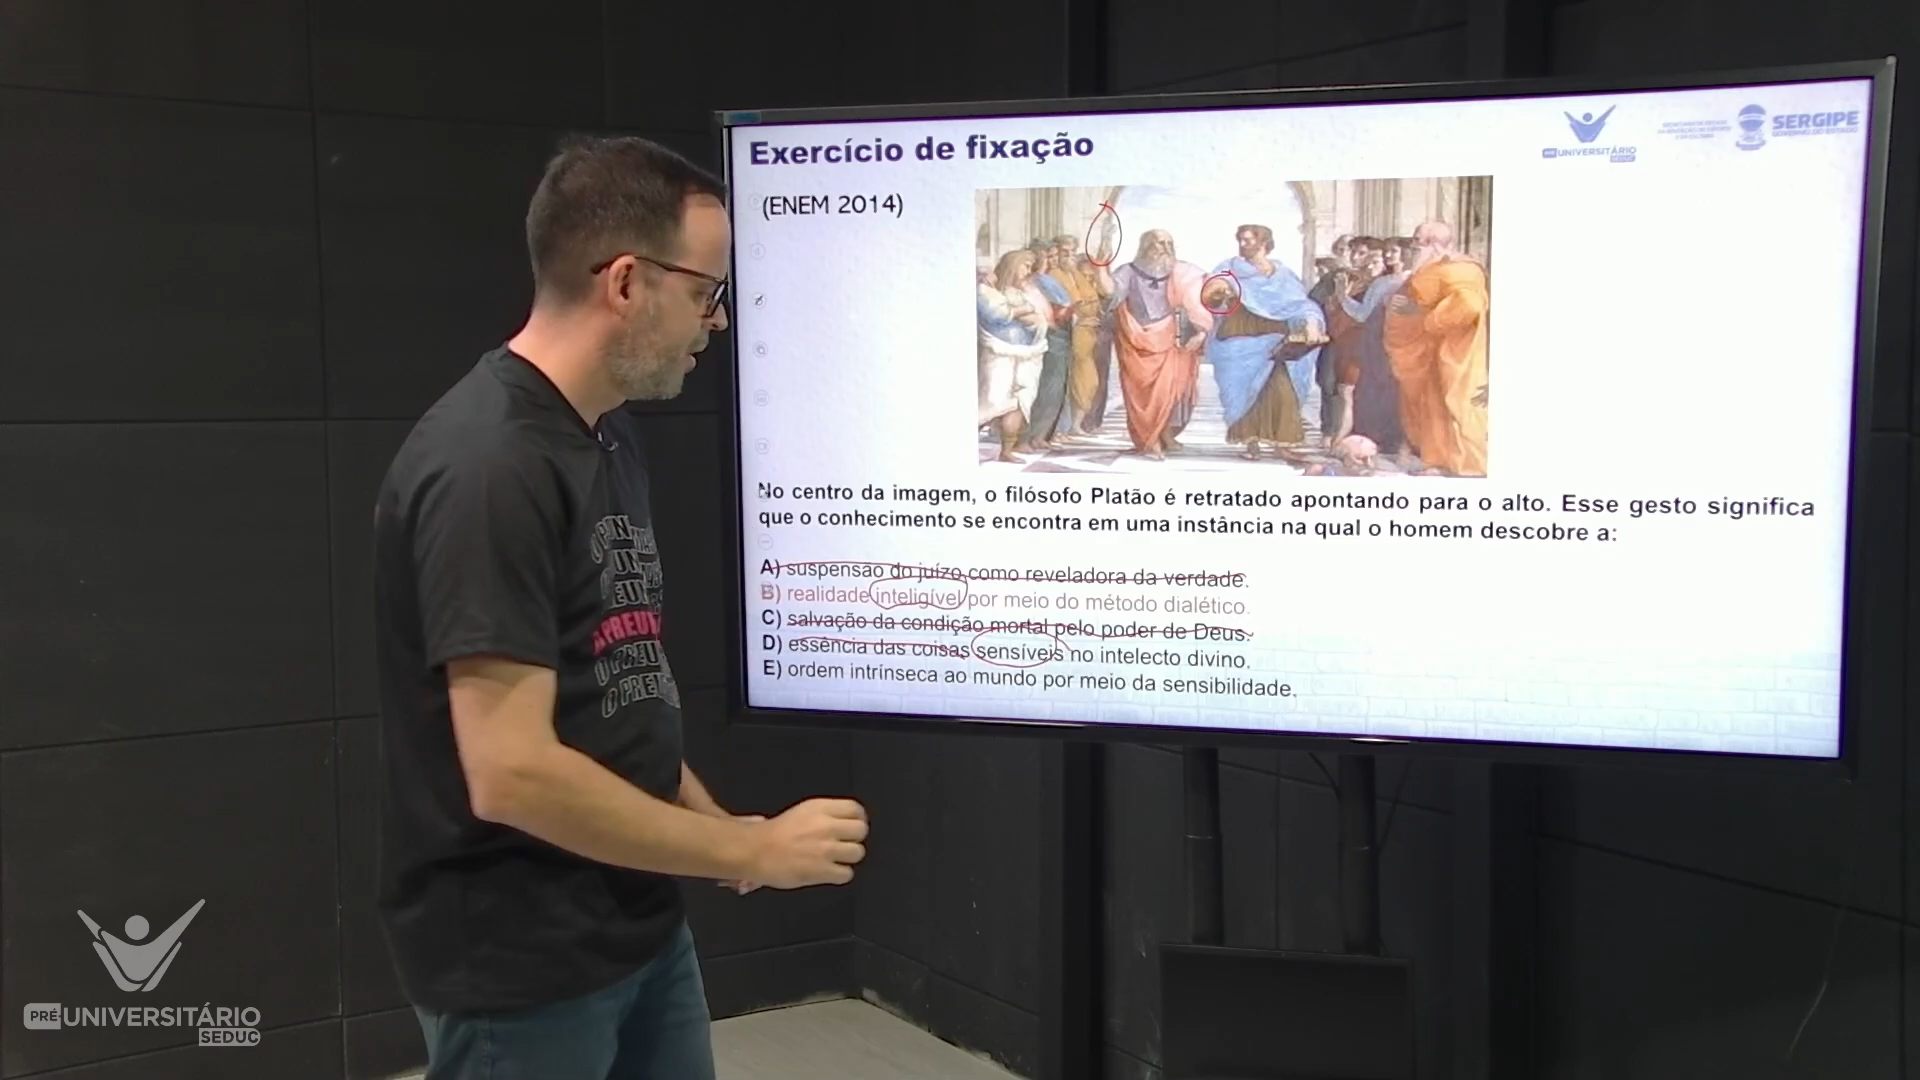 Exercício de fixação
(ENEM 2014)
UNIVERSITÁRIO
SEDUC
SERGIPE
GOVERNO DO ESTADO
No centro da imagem, o filósofo Platão é retratado apontando para o alto. Esse gesto significa
que o conhecimento se encontra em uma instância na qual o homem descobre a:
A) suspensão do juízo como reveladora da verdade.
B) realidade inteligível por meio do método dialético.
C) salvação da condição mortal pelo poder de Deus.
D) essência das coisas sensíveis no intelecto divino.
E) ordem intrínseca ao mundo por meio da sensibilidade.
PRÉ-UNIVERSITÁRIO
SEDUC